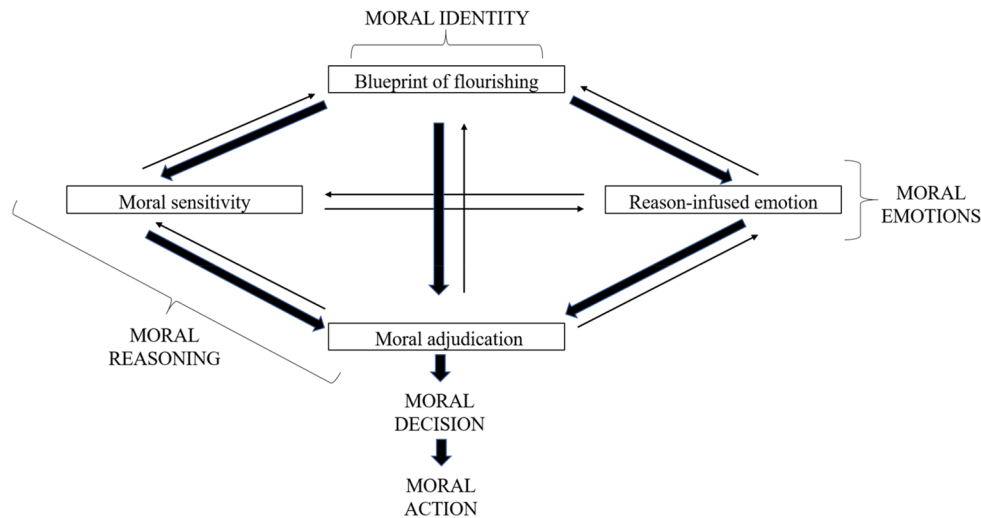 MORAL IDENTITY
Blueprint of flourishing
Moral sensitivity
Reason-infused emotion
MORAL
EMOTIONS
MORAL
REASONING
Moral adjudication
MORAL
DECISION
MORAL
ACTION